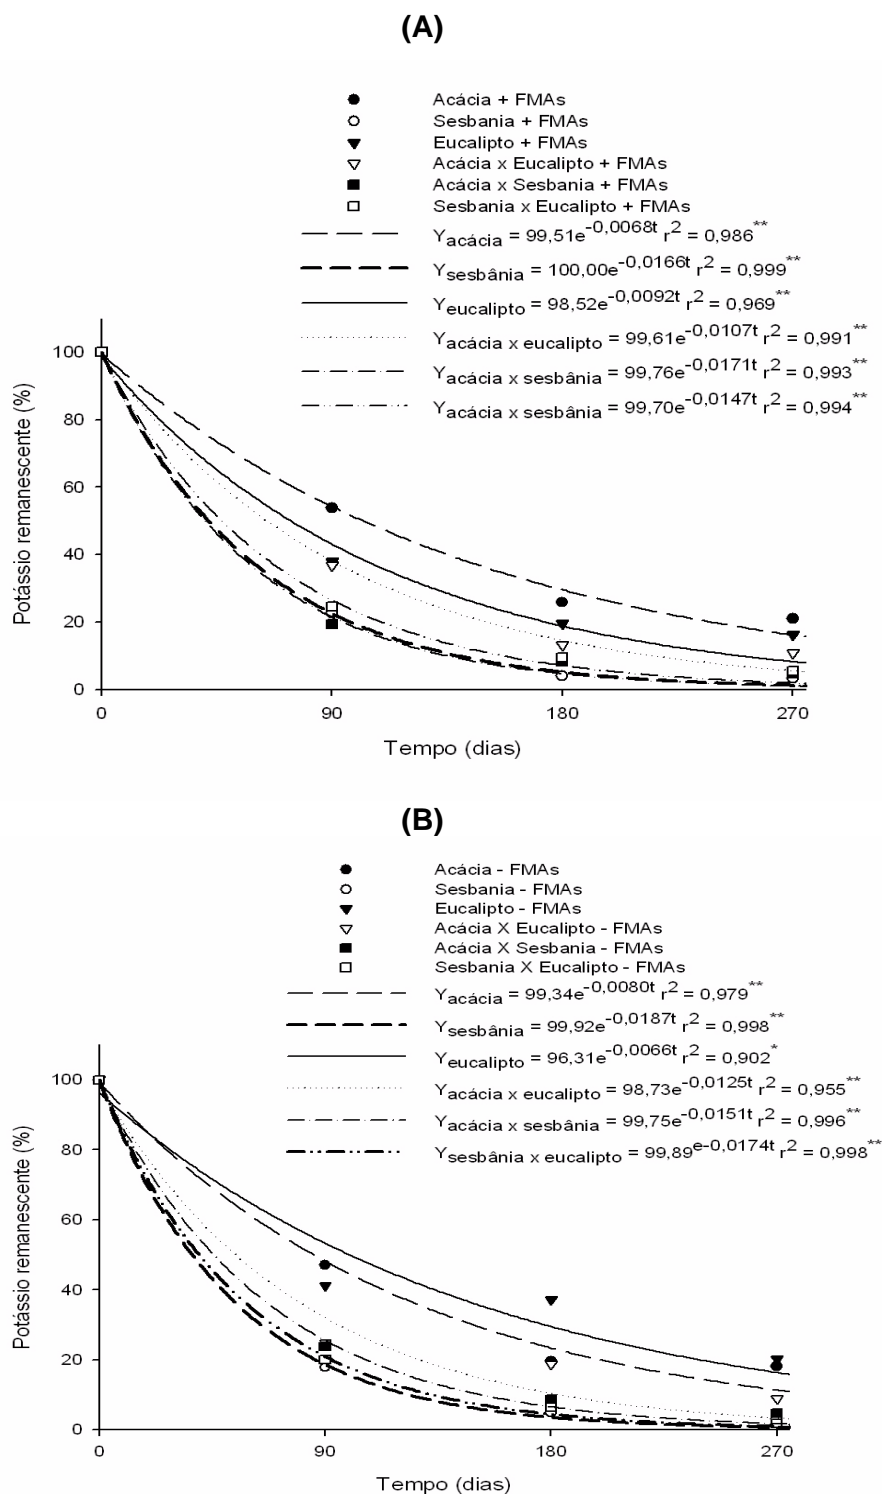 (A)
Acácia + FMAs
Sesbania + FMAs
Eucalipto + FMAs
Acácia x Eucalipto + FMAs
Acácia x Sesbania + FMAs
Sesbania x Eucalipto + FMAs
Yacácia = 99,51e-0,0068t r2 = 0,986**
Ysesbânia = 100,00e-0,0166t r2 = 0,999**
Yeucalipto = 98,52e-0,0092t r2 = 0,969**
Yacácia x eucalipto = 99,61e-0,0107t r2 = 0,991**
Yacácia x sesbânia = 99,76e-0,0171t r2 = 0,993**
Yacácia x sesbânia = 99,70e-0,0147t r2 = 0,994**
Potássio remanescente (%)
100
80
60
40
20
0
0 90 180 270
Tempo (dias)
(B)
Acácia - FMAs
Sesbania - FMAs
Eucalipto - FMAs
Acácia X Eucalipto - FMAs
Acácia X Sesbania - FMAs
Sesbania X Eucalipto - FMAs
Yacácia = 99,34e-0,0080t r2 = 0,979**
Ysesbânia = 99,92e-0,0187t r2 = 0,998**
Yeucalipto = 96,31e-0,0066t r2 = 0,902*
Yacácia x eucalipto = 98,73e-0,0125t r2 = 0,955**
Yacácia x sesbânia = 99,75e-0,0151t r2 = 0,996**
Ysesbânia x eucalipto = 99,89e-0,0174t r2 = 0,998**
Potássio remanescente (%)
100
80
60
40
20
0
0 90 180 270
Tempo (dias)